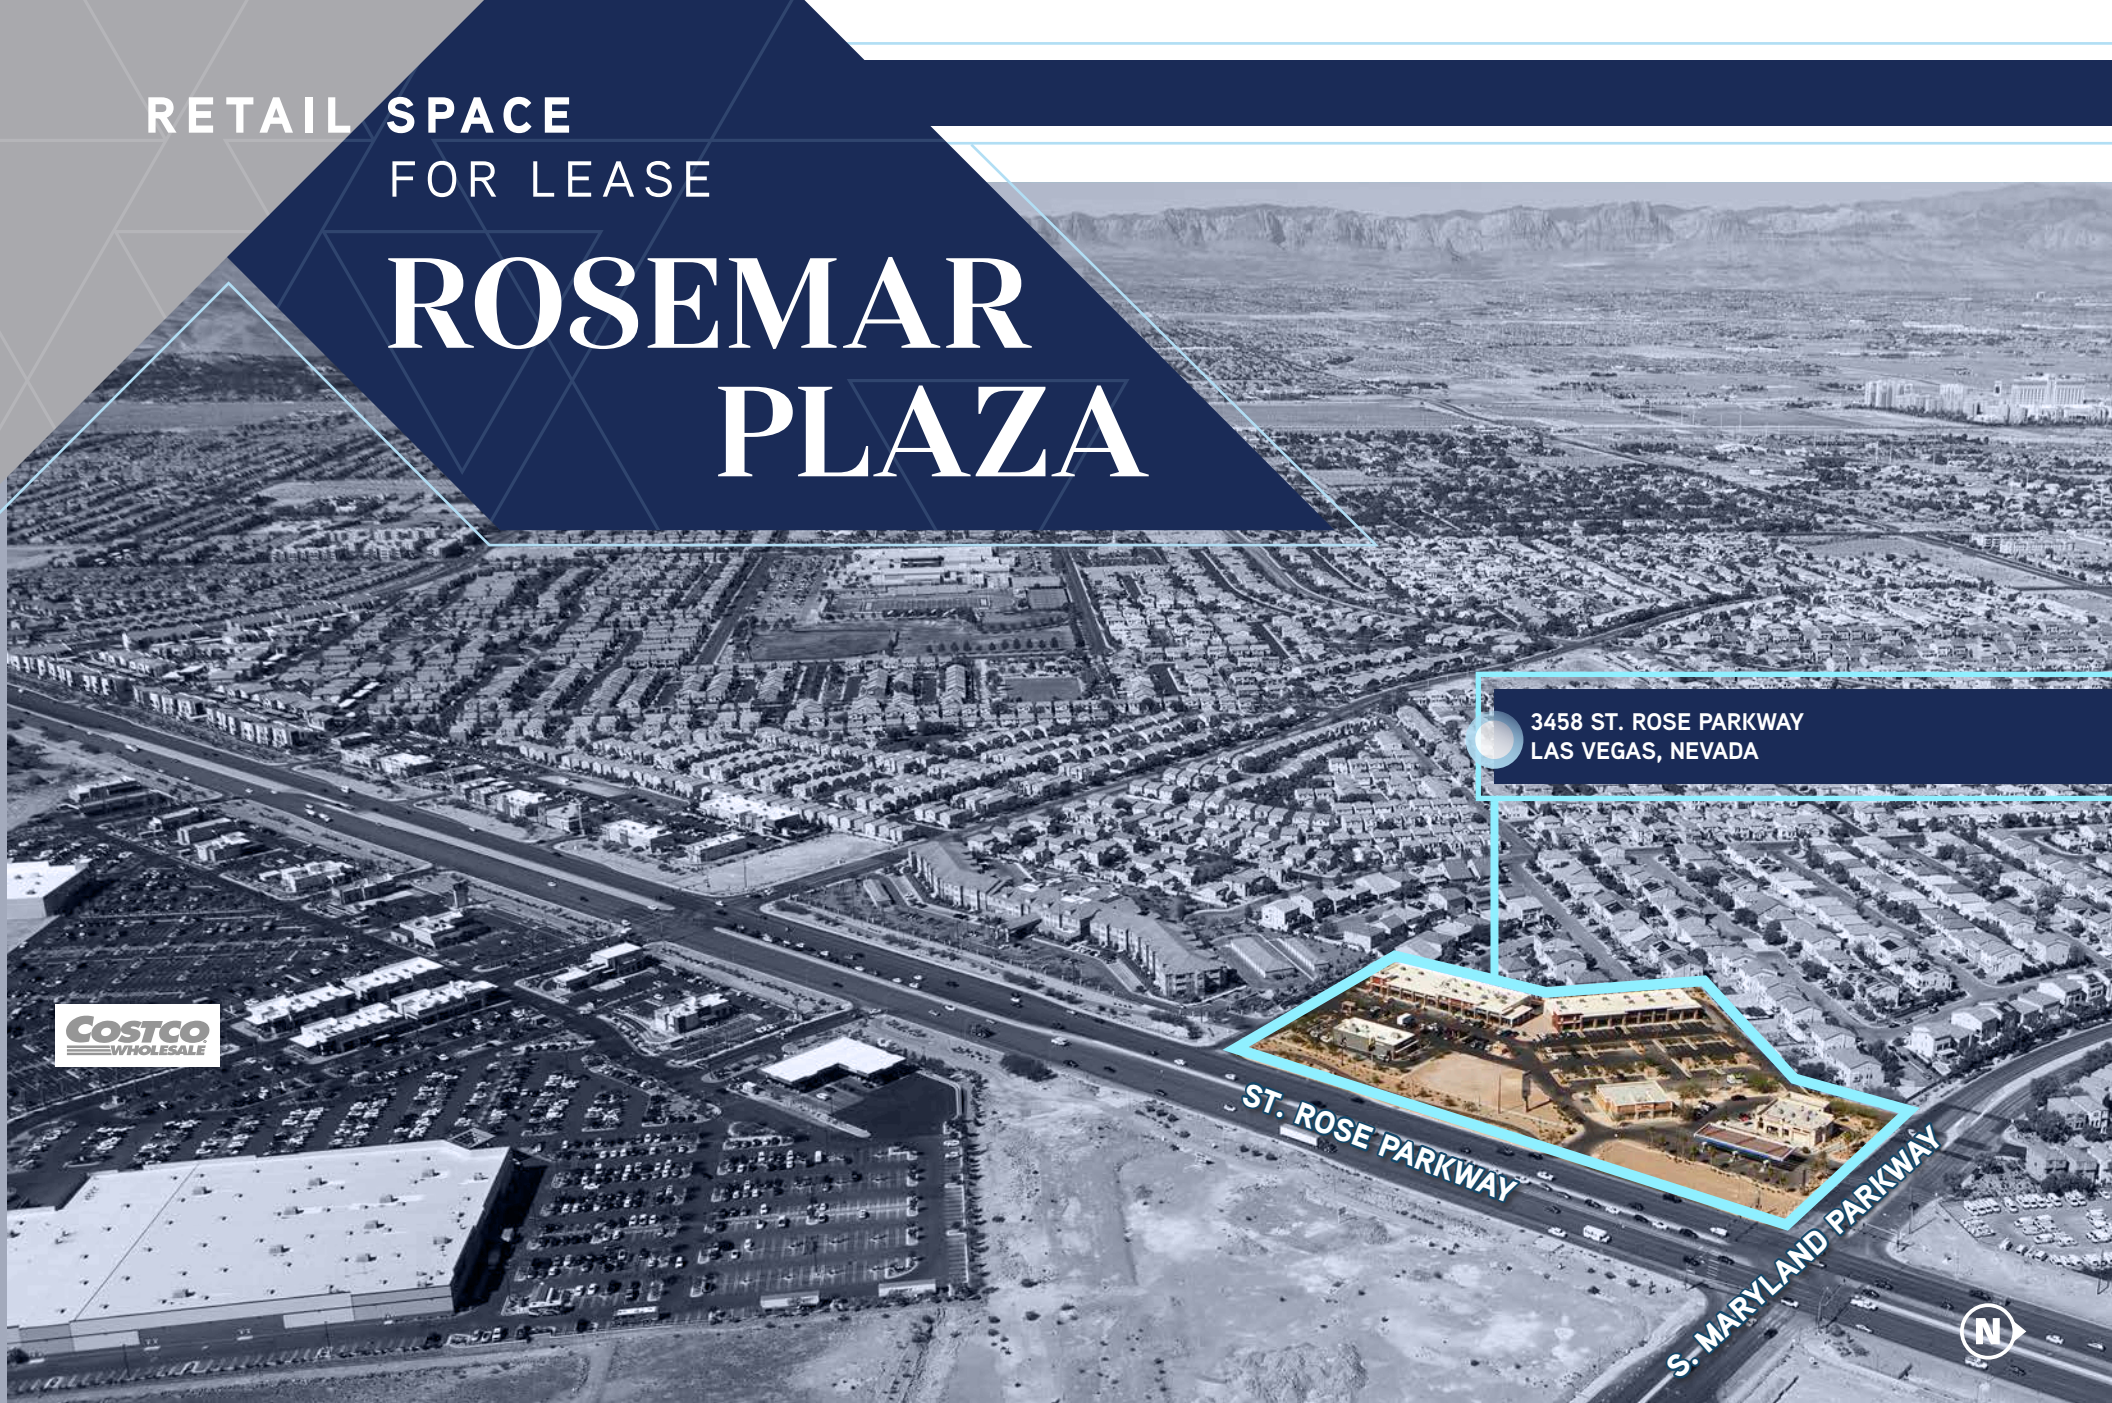 RETAIL SPACE
FOR LEASE
ROSEMAR
PLAZA
3458 ST. ROSE PARKWAY
LAS VEGAS, NEVADA
COSTCO
WHOLESALE
ST. ROSE PARKWAY
S. MARYLAND PARKWAY
N